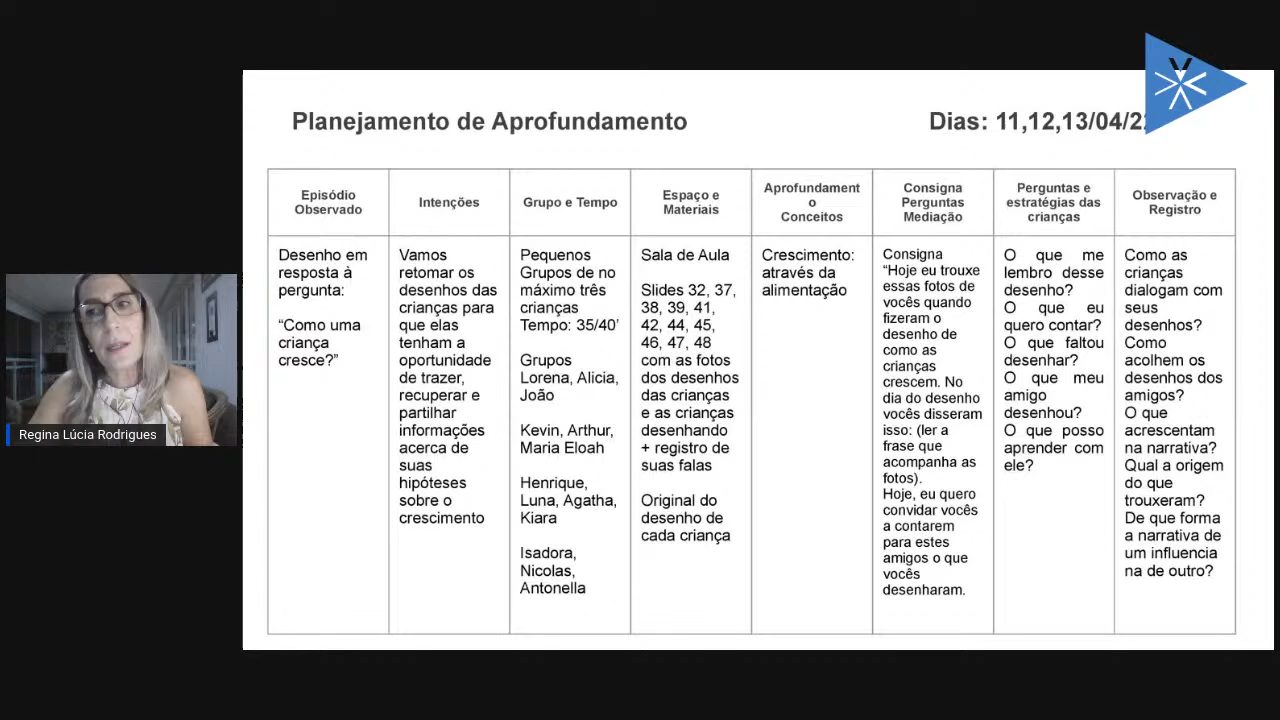 Planejamento de Aprofundamento
Dias: 11,12,13/04/22
Episódio
Observado
Intenções
Grupo e Tempo
Espaço e
Materiais
Aprofundament
o
Conceitos
Consigna
Perguntas
Mediação
Perguntas e
estratégias das
crianças
Observação e
Registro
Desenho em
resposta à
pergunta:
“Como uma
criança
cresce?”
Vamos
retomar os
desenhos das
crianças para
que elas
tenham a
oportunidade
de trazer,
recuperar e
partilhar
informações
acerca de
suas
hipóteses
sobre o
crescimento
Pequenos
Grupos de no
máximo três
crianças
Tempo: 35/40’
Grupos
Lorena, Alicia,
João
Kevin, Arthur,
Maria Eloah
Henrique,
Luna, Agatha,
Kiara
Isadora,
Nicolas,
Antonella
Sala de Aula
Slides 32, 37,
38, 39, 41,
42, 44, 45,
46, 47, 48
com as fotos
dos desenhos
das crianças
e as crianças
desenhando
+ registro de
suas falas
Original do
desenho de
cada criança
Crescimento:
através da
alimentação
Consigna
“Hoje eu trouxe
essas fotos de
vocês quando
fizeram o
desenho de
como as
crianças
crescem. No
dia do desenho
vocês disseram
isso: (ler a
frase que
acompanha as
fotos).
Hoje, eu quero
convidar vocês
a contarem
para estes
amigos o que
vocês
desenharam.
O que me
lembro desse
desenho?
O que eu
quero contar?
O que faltou
desenhar?
O que meu
amigo
desenhou?
O que posso
aprender com
ele?
Como as
crianças
dialogam com
seus
desenhos?
Como
acolhem os
desenhos dos
amigos?
O que
acrescentam
na narrativa?
Qual a origem
do que
trouxeram?
De que forma
a narrativa de
um influencia
na de outro?
Regina Lúcia Rodrigues